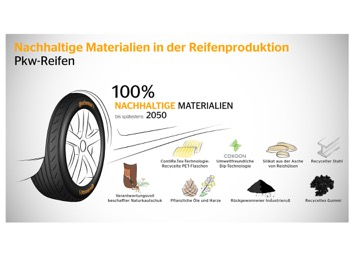 Nachhaltige Materialien in der Reifenproduktion
Pkw-Reifen
100%
NACHHALTIGE MATERIALIEN
bis spätestens 2050
ContiRe.Tex-Technologie:
Recycelte PET-Flaschen
COKOON
Umweltfreundliche
Dip-Technologie
Silikat aus der Asche
von Reishülsen
Recycelter Stahl
Verantwortungsvoll
beschaffter Naturkautschuk
Pflanzliche Öle und Harze
Rückgewonnener Industrieruß
Recyceltes Gummi